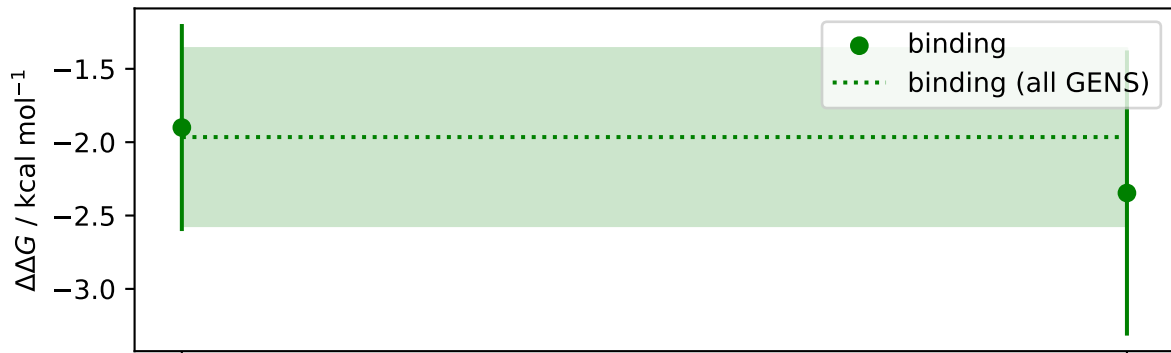 ΔΔG / kcal mol⁻¹
−1.5
−2.0
−2.5
−3.0
binding
binding (all GENS)